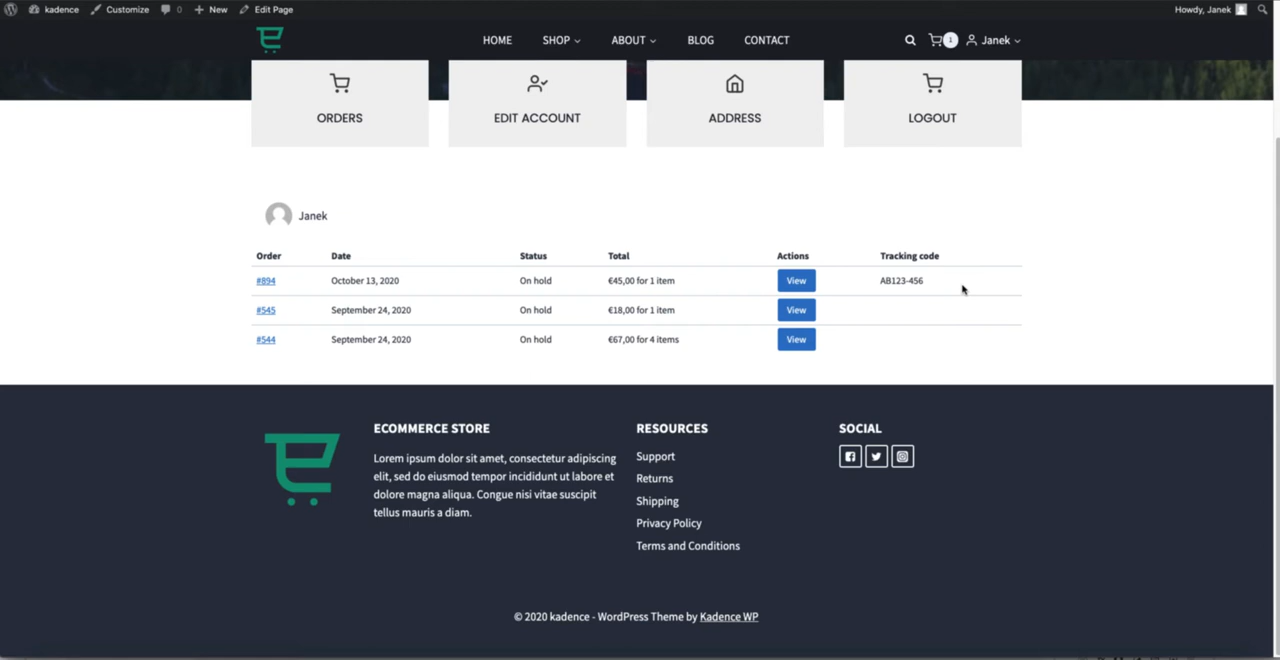 kadence Customize 0 New Edit Page Howdy, Janek
HOME SHOP ABOUT BLOG CONTACT 1 Janek
ORDERS EDIT ACCOUNT ADDRESS LOGOUT
Janek
Order Date Status Total Actions Tracking code
#894 October 13, 2020 On hold €45,00 for 1 item View AB123-456
#545 September 24, 2020 On hold €18,00 for 1 item View
#544 September 24, 2020 On hold €67,00 for 4 items View
ECOMMERCE STORE
Lorem ipsum dolor sit amet, consectetur adipiscing
elit, sed do eiusmod tempor incididunt ut labore et
dolore magna aliqua. Congue nisi vitae suscipit
tellus mauris a diam.
RESOURCES
Support
Returns
Shipping
Privacy Policy
Terms and Conditions
SOCIAL
© 2020 kadence - WordPress Theme by Kadence WP